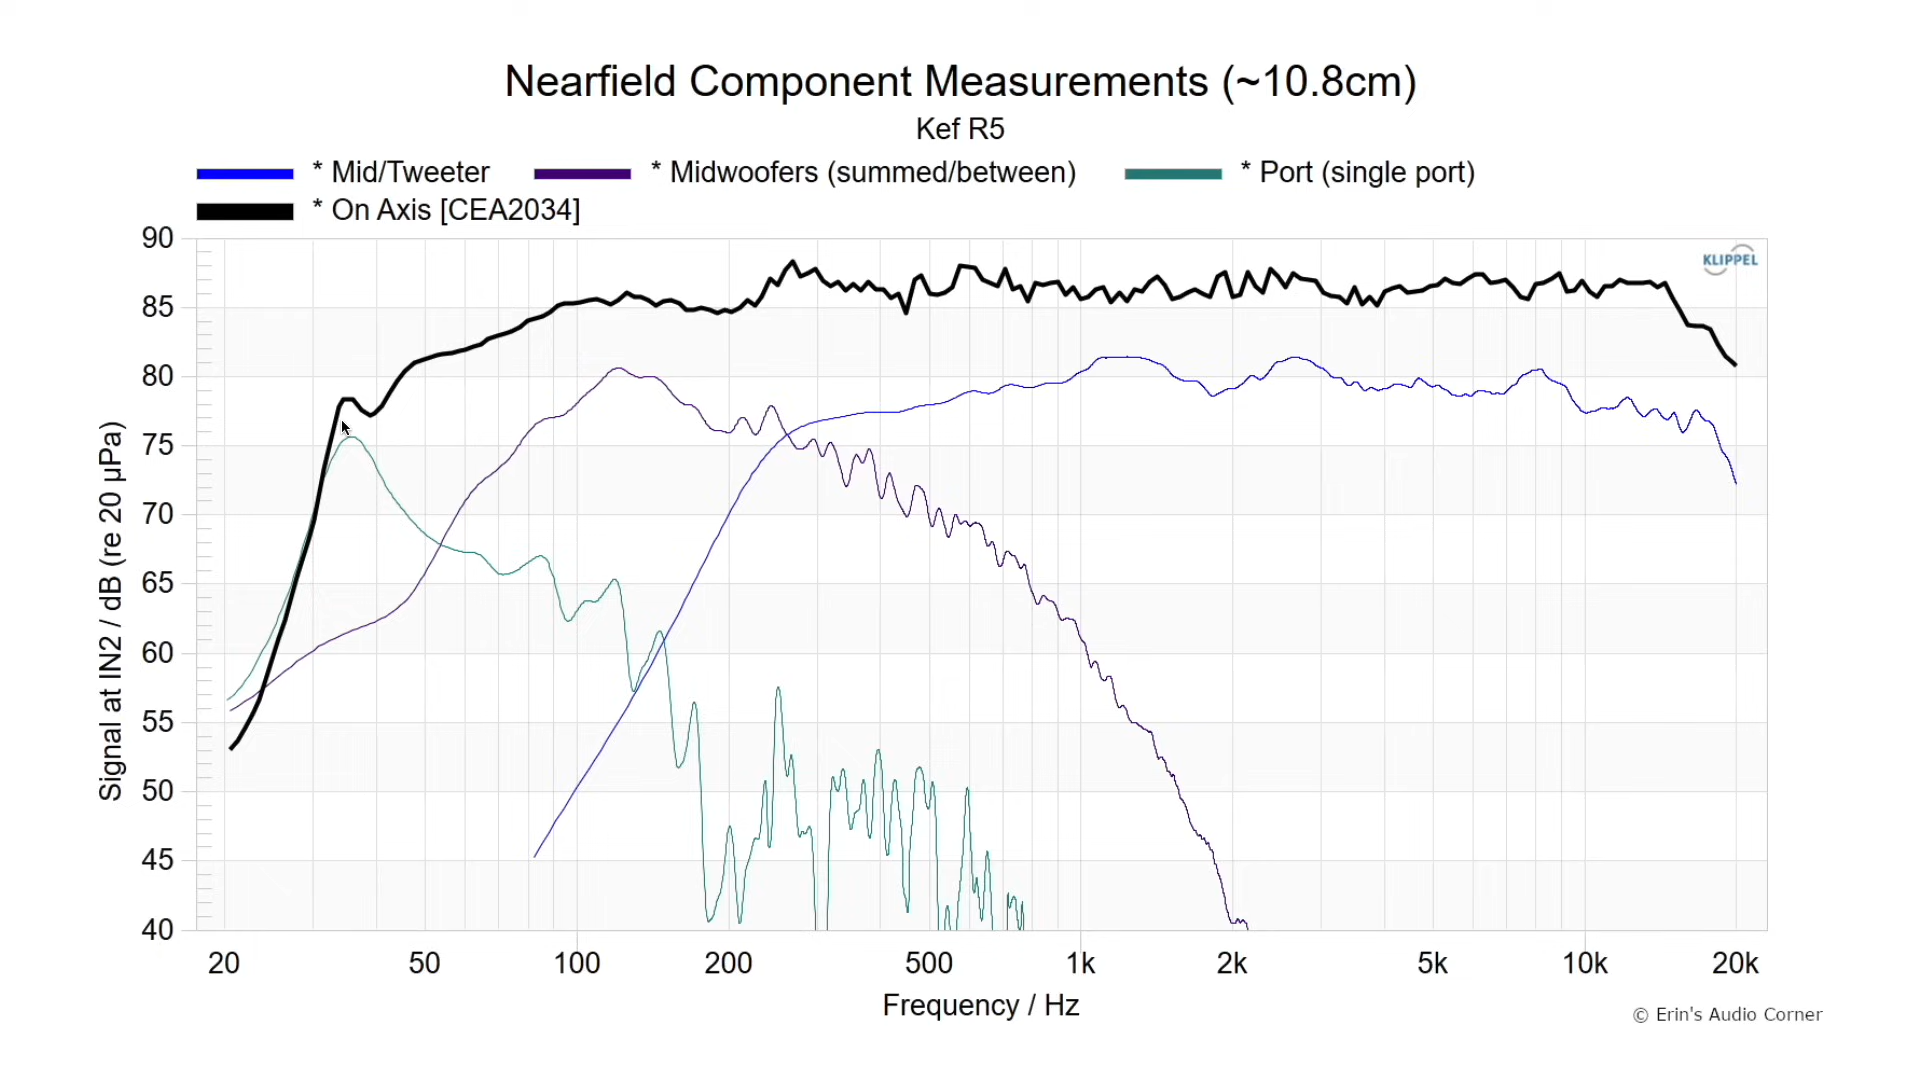 Nearfield Component Measurements (~10.8cm)
Kef R5
* Mid/Tweeter * Midwoofers (summed/between) * Port (single port)
* On Axis [CEA2034]
KLIPPEL
90
85
80
75
70
65
60
55
50
45
40
Signal at IN2 / dB (re 20 µPa)
20 50 100 200 500 1k 2k 5k 10k 20k
Frequency / Hz
© Erin's Audio Corner